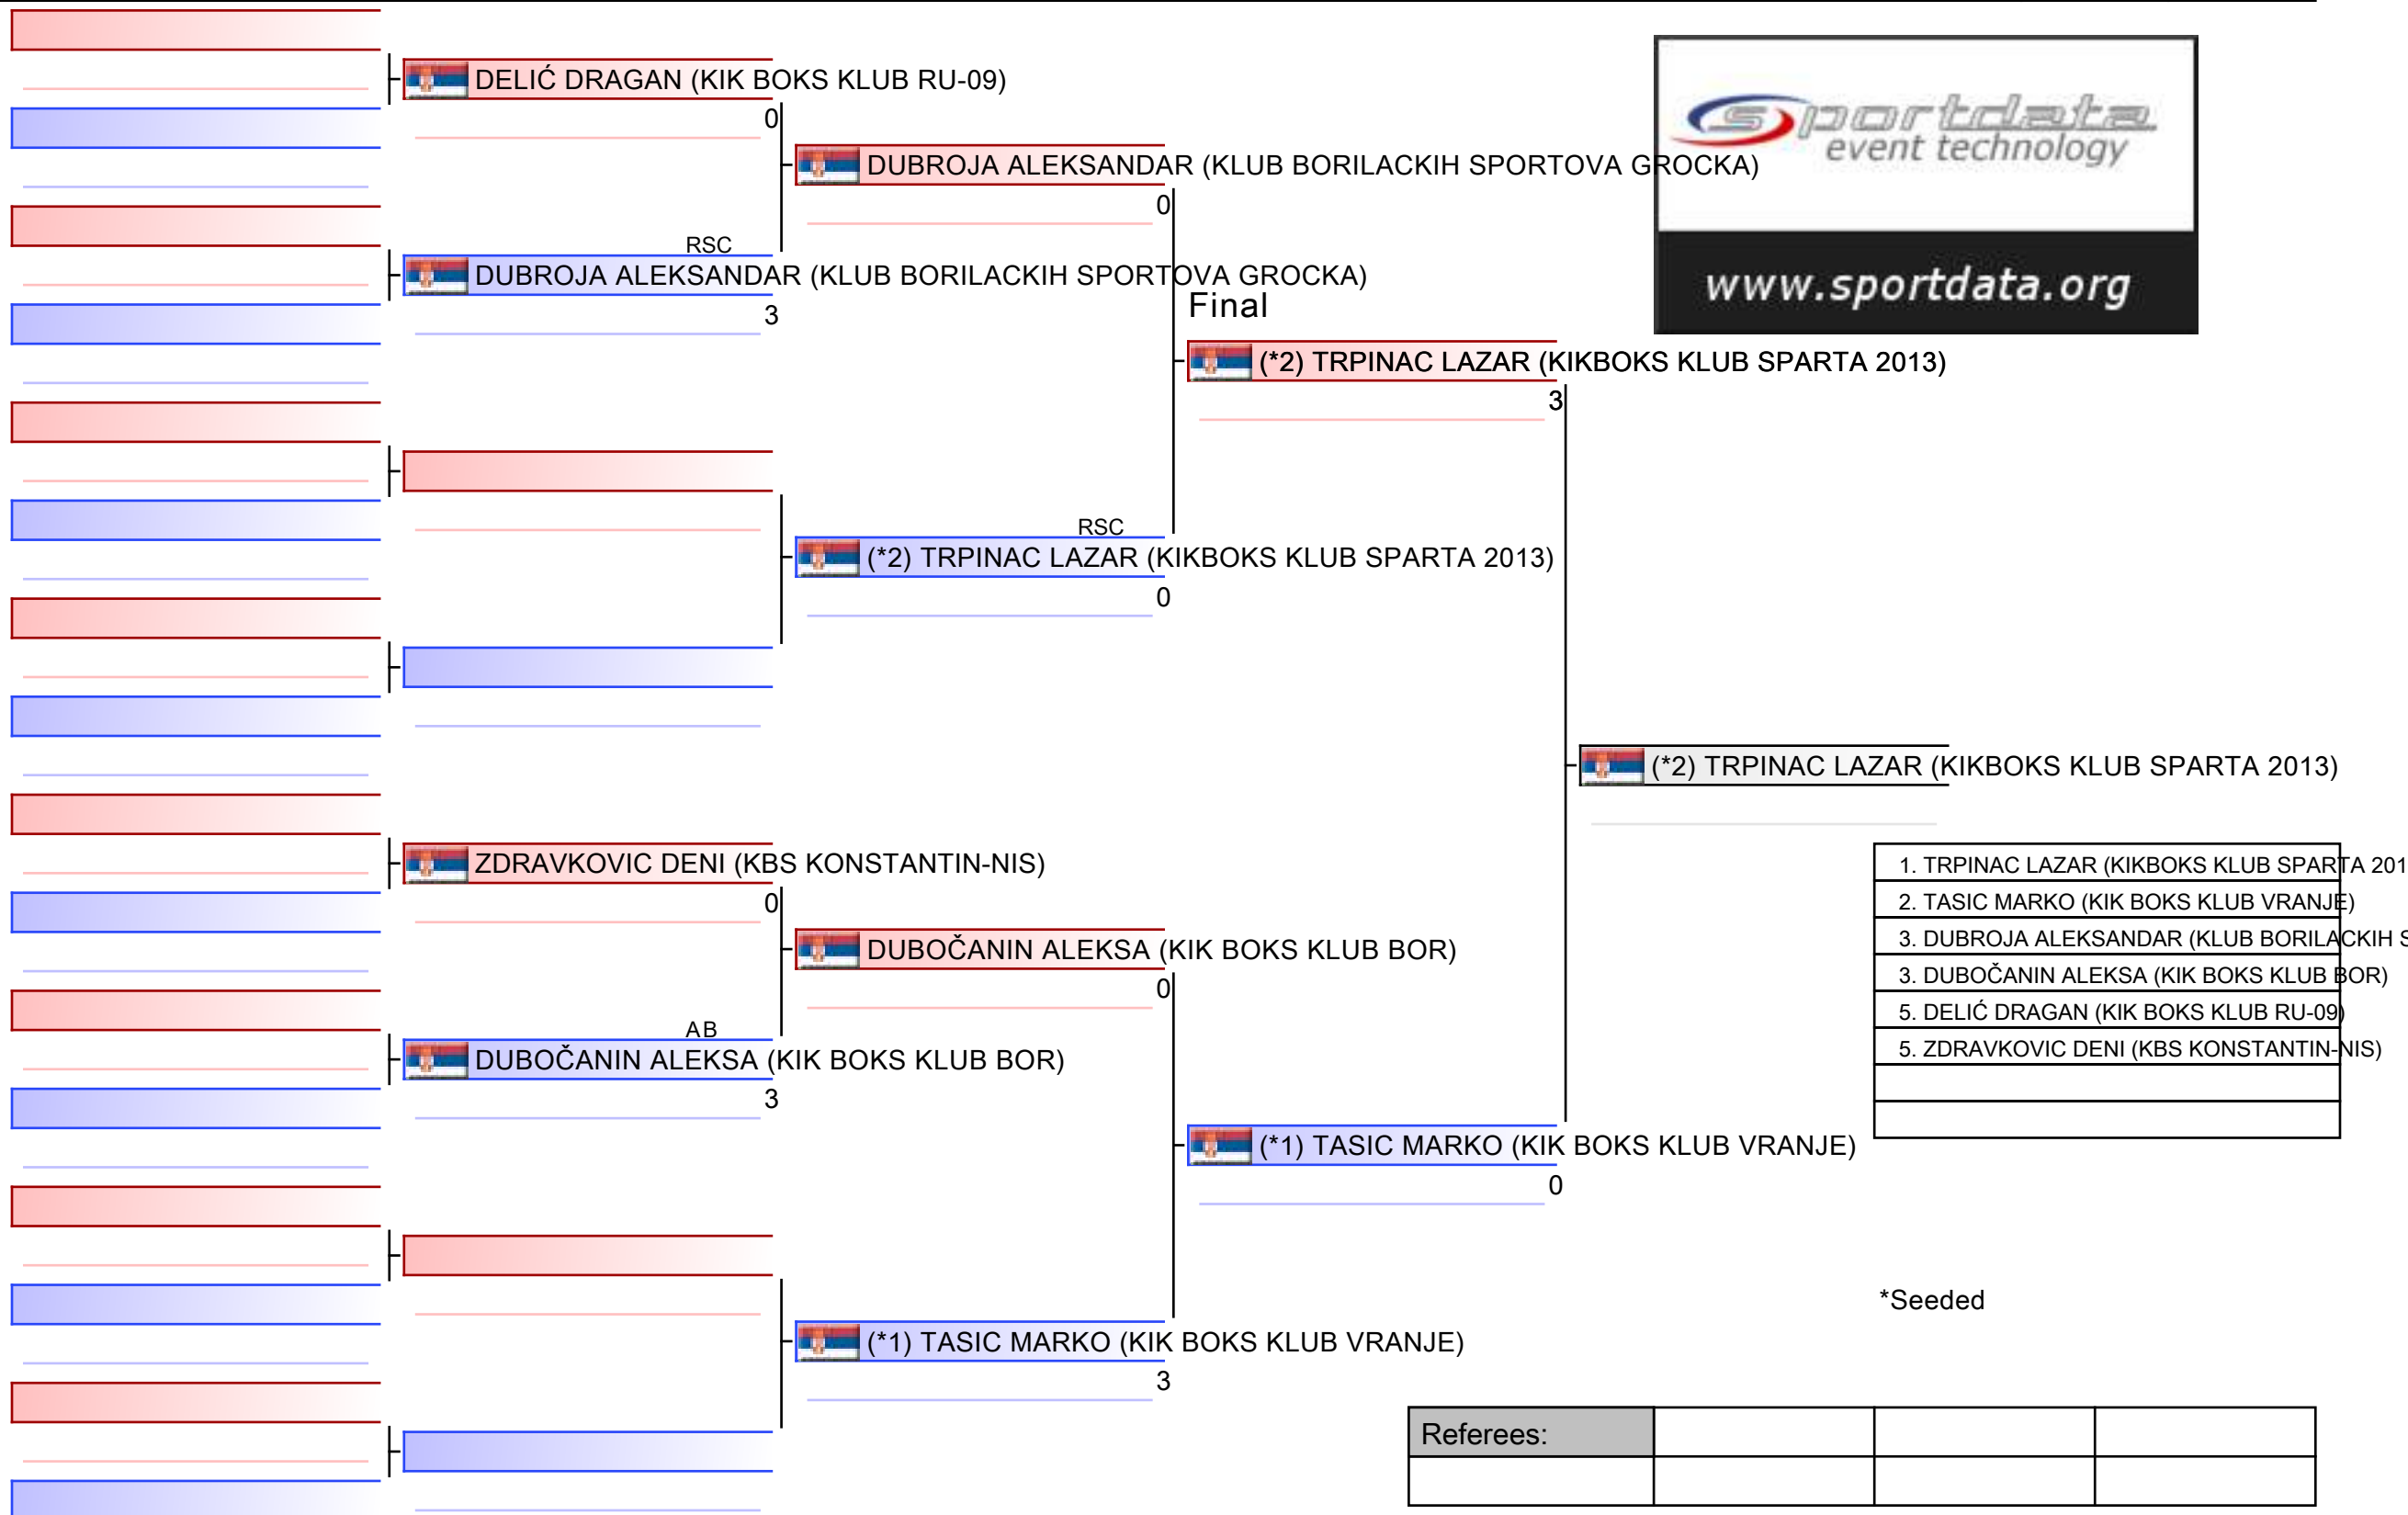 DELIĆ DRAGAN (KIK BOKS KLUB RU-09)
0
RSC
DUBROJA ALEKSANDAR (KLUB BORILACKIH SPORTOVA GROCKA)
3
ZDRAVKOVIC DENI (KBS KONSTANTIN-NIS)
0
AB
DUBOČANIN ALEKSA (KIK BOKS KLUB BOR)
3
DUBROJA ALEKSANDAR (KLUB BORILACKIH SPORTOVA GROCKA)
0
RSC
(*2) TRPINAC LAZAR (KIKBOKS KLUB SPARTA 2013)
0
DUBOČANIN ALEKSA (KIK BOKS KLUB BOR)
0
(*1) TASIC MARKO (KIK BOKS KLUB VRANJE)
3
Final
(*2) TRPINAC LAZAR (KIKBOKS KLUB SPARTA 2013)
3
(*1) TASIC MARKO (KIK BOKS KLUB VRANJE)
0
(*2) TRPINAC LAZAR (KIKBOKS KLUB SPARTA 2013)
sportdata
event technology
www.sportdata.org
1. TRPINAC LAZAR (KIKBOKS KLUB SPARTA 201
2. TASIC MARKO (KIK BOKS KLUB VRANJE)
3. DUBROJA ALEKSANDAR (KLUB BORILACKIH S
3. DUBOČANIN ALEKSA (KIK BOKS KLUB BOR)
5. DELIĆ DRAGAN (KIK BOKS KLUB RU-09)
5. ZDRAVKOVIC DENI (KBS KONSTANTIN-NIS)
*Seeded
Referees: